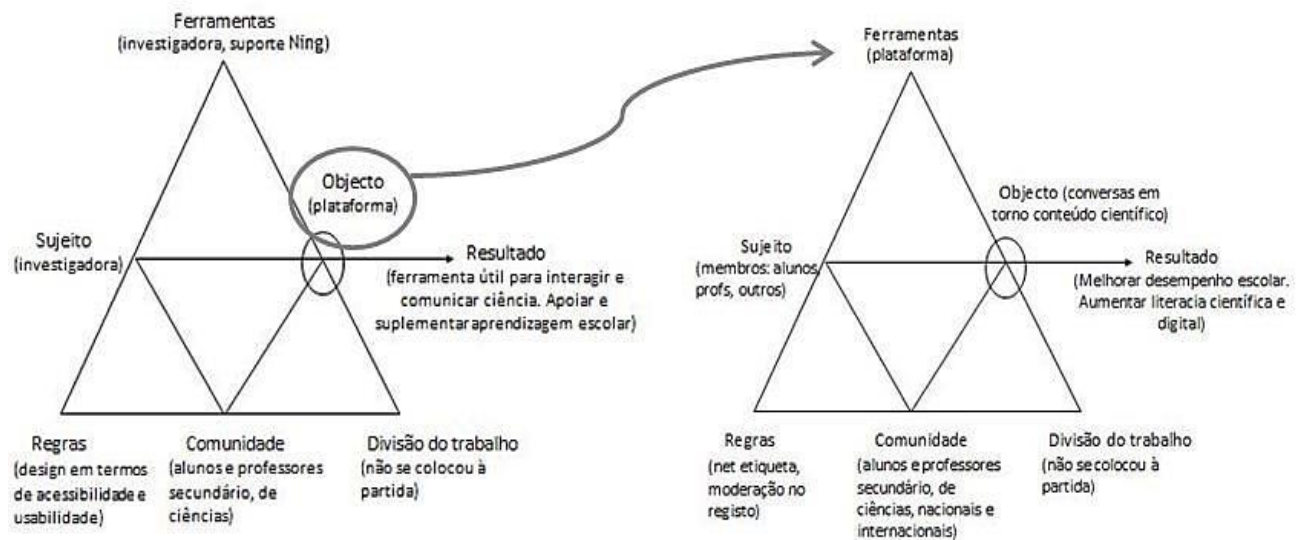 Ferramentas
(investigadora, suporte Ning)
Objecto
(plataforma)
Sujeito
(investigadora)
Resultado
(ferramenta útil para interagir e
comunicar ciência. Apoiar e
suplementar aprendizagem escolar)
Regras
(design em termos
de acessibilidade e
usabilidade)
Comunidade
(alunos e professores
secundário, de
ciências)
Divisão do trabalho
(não se colocou à
partida)
Ferramentas
(plataforma)
Objecto (conversas em
torno conteúdo científico)
Sujeito
(membros: alunos,
profs, outros)
Resultado
(Melhorar desempenho escolar.
Aumentar literacia científica e
digital)
Regras
(net etiqueta,
moderação no
registo)
Comunidade
(alunos e professores
secundário, de
ciências, nacionais e
internacionais)
Divisão do trabalho
(não se colocou à
partida)